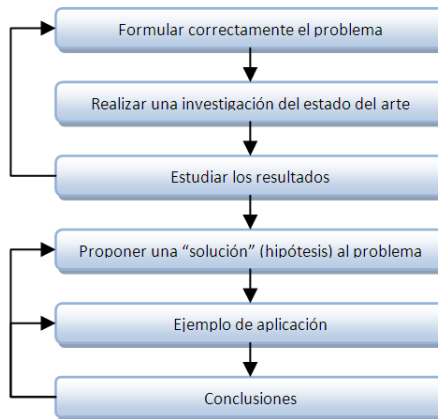 Formular correctamente el problema
Realizar una investigación del estado del arte
Estudiar los resultados
Proponer una “solución” (hipótesis) al problema
Ejemplo de aplicación
Conclusiones